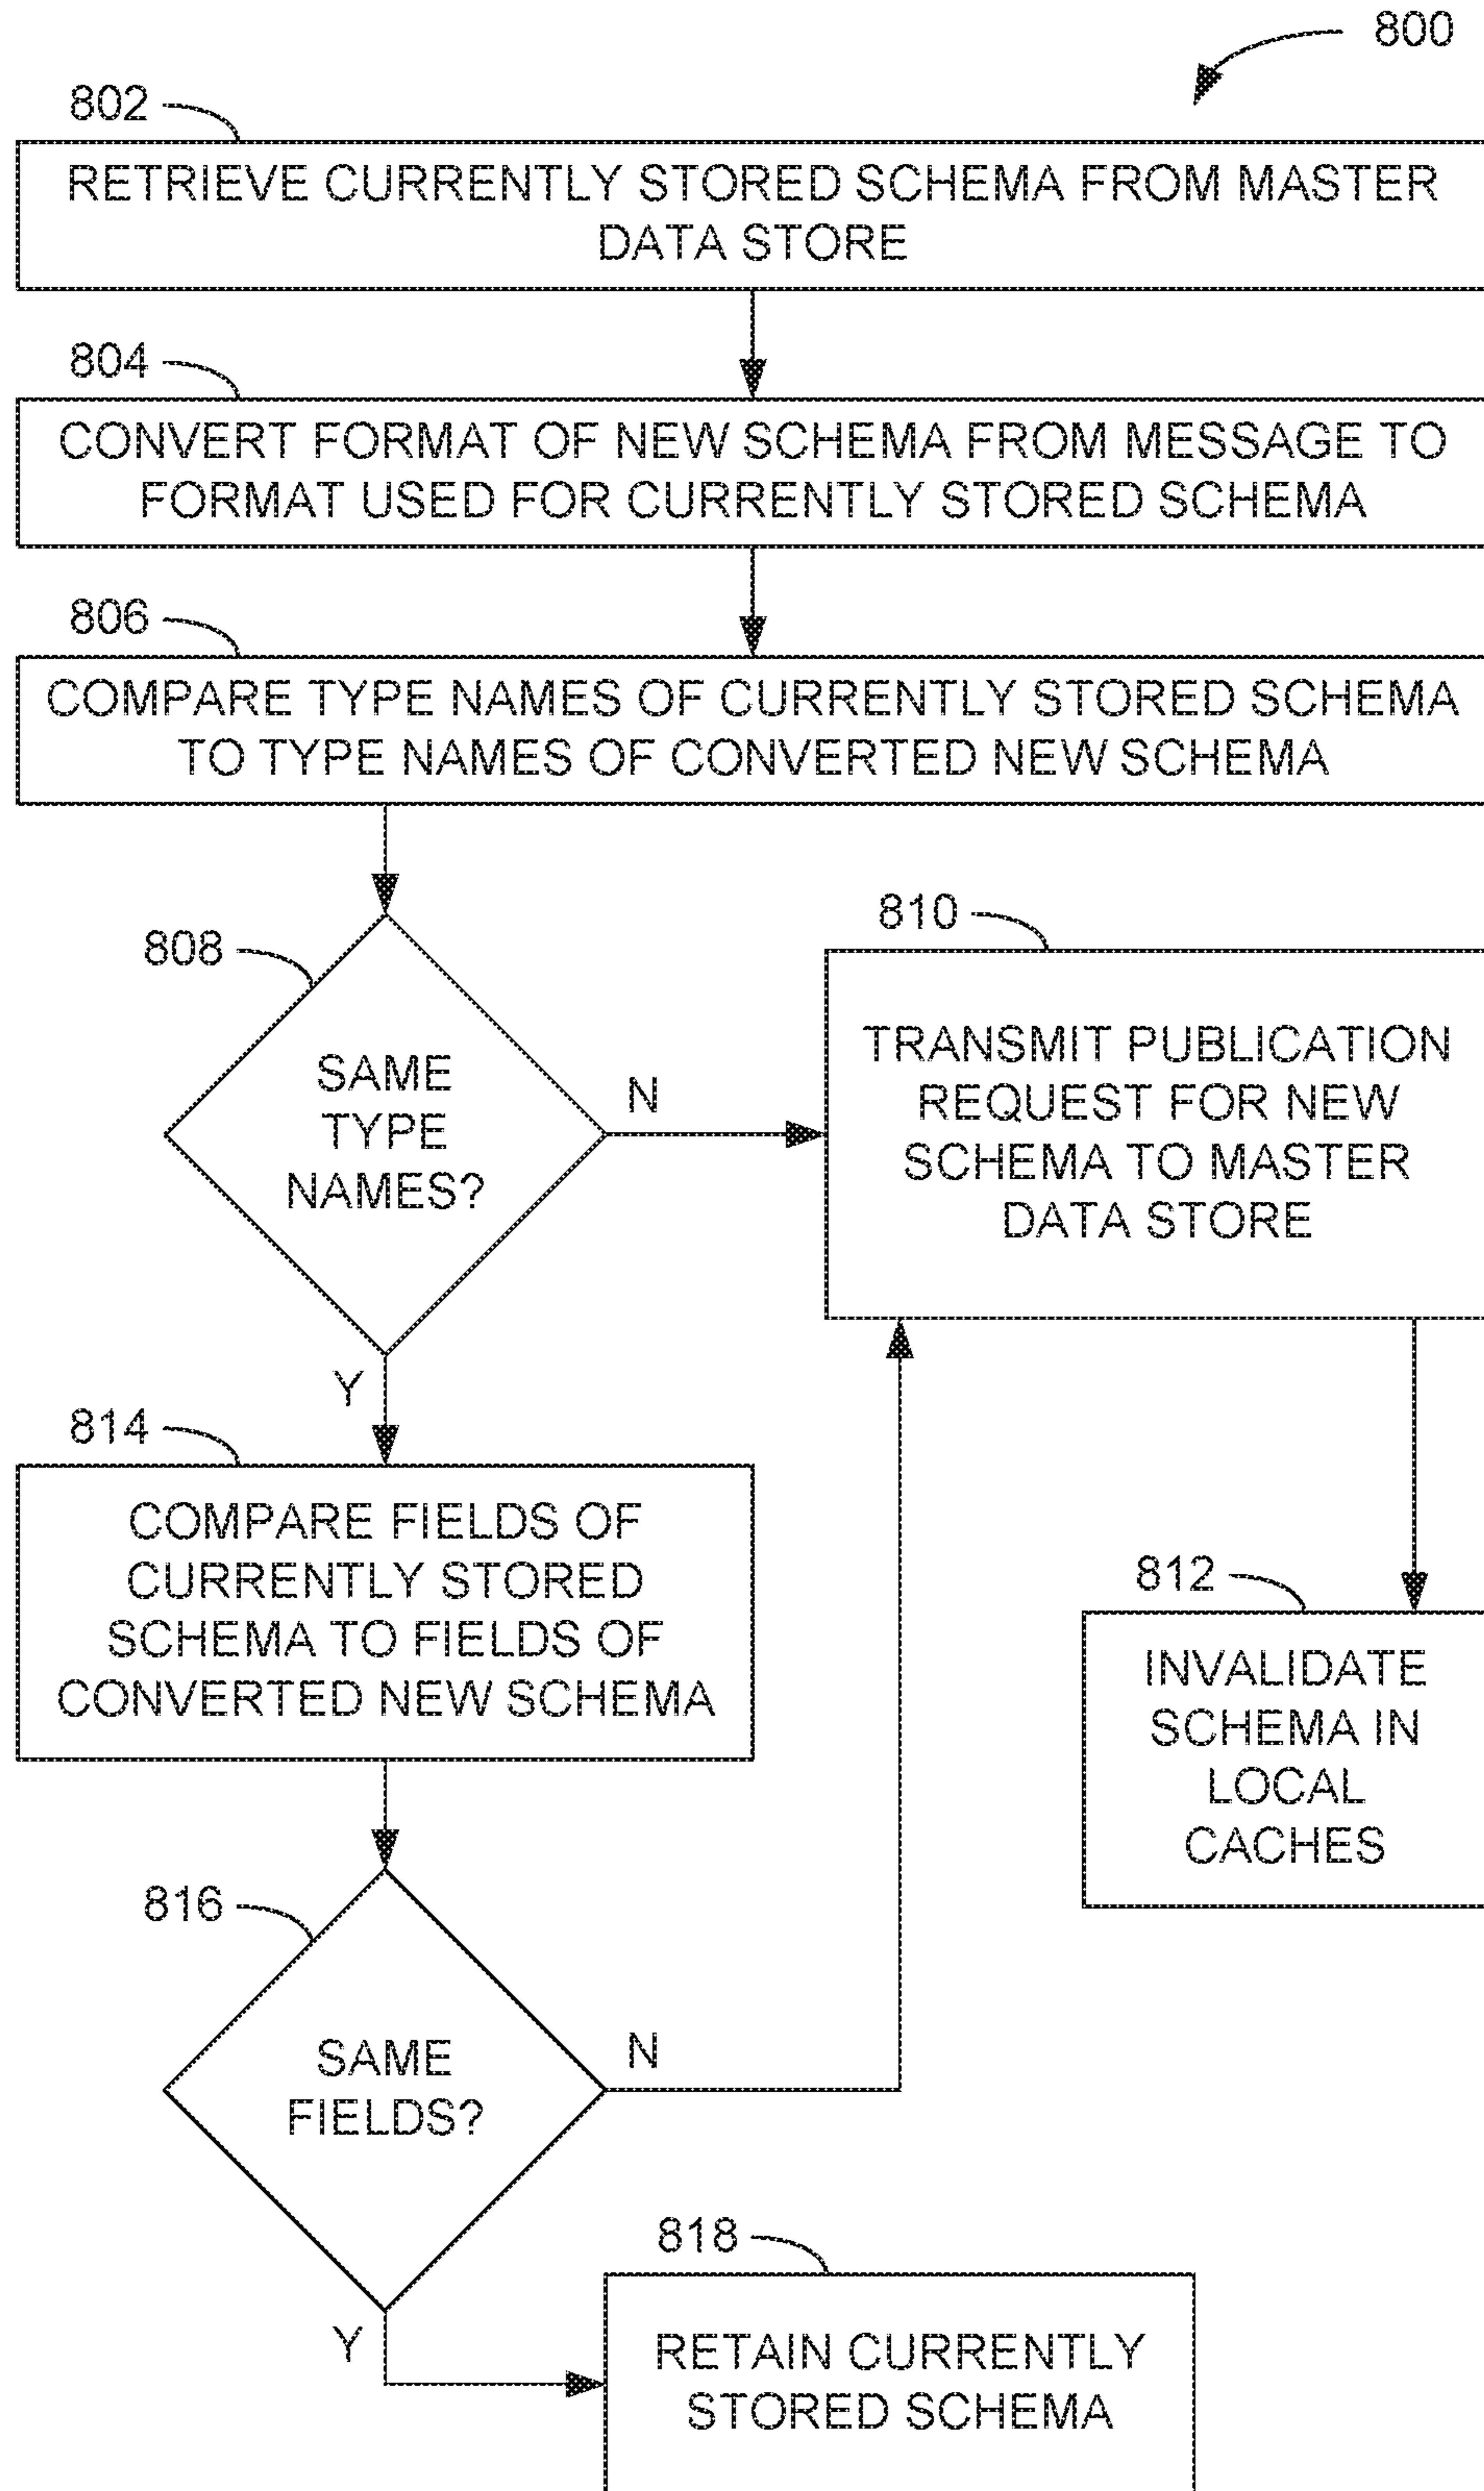 800
802
RETRIEVE CURRENTLY STORED SCHEMA FROM MASTER
DATA STORE
804
CONVERT FORMAT OF NEW SCHEMA FROM MESSAGE TO
FORMAT USED FOR CURRENTLY STORED SCHEMA
806
COMPARE TYPE NAMES OF CURRENTLY STORED SCHEMA
TO TYPE NAMES OF CONVERTED NEW SCHEMA
808
SAME
TYPE
NAMES?
N
Y
810
TRANSMIT PUBLICATION
REQUEST FOR NEW
SCHEMA TO MASTER
DATA STORE
812
INVALIDATE
SCHEMA IN
LOCAL
CACHES
814
COMPARE FIELDS OF
CURRENTLY STORED
SCHEMA TO FIELDS OF
CONVERTED NEW SCHEMA
816
SAME
FIELDS?
N
Y
818
RETAIN CURRENTLY
STORED SCHEMA